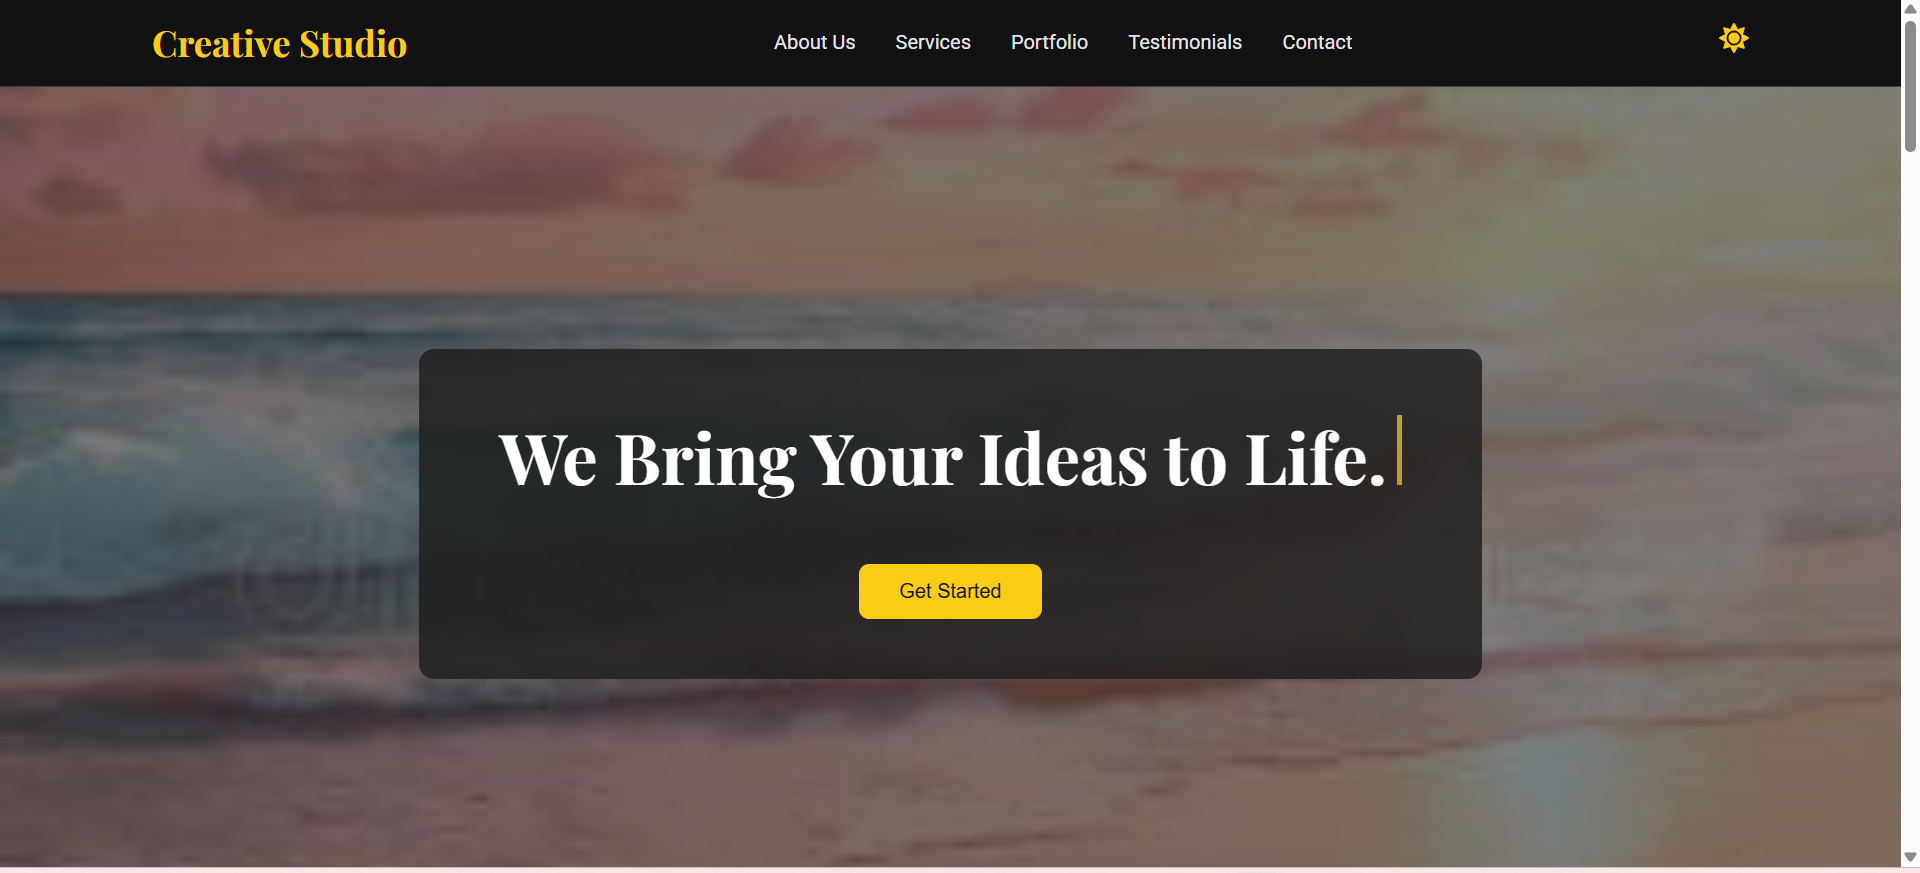 Creative Studio
About Us Services Portfolio Testimonials Contact
We Bring Your Ideas to Life.
Get Started